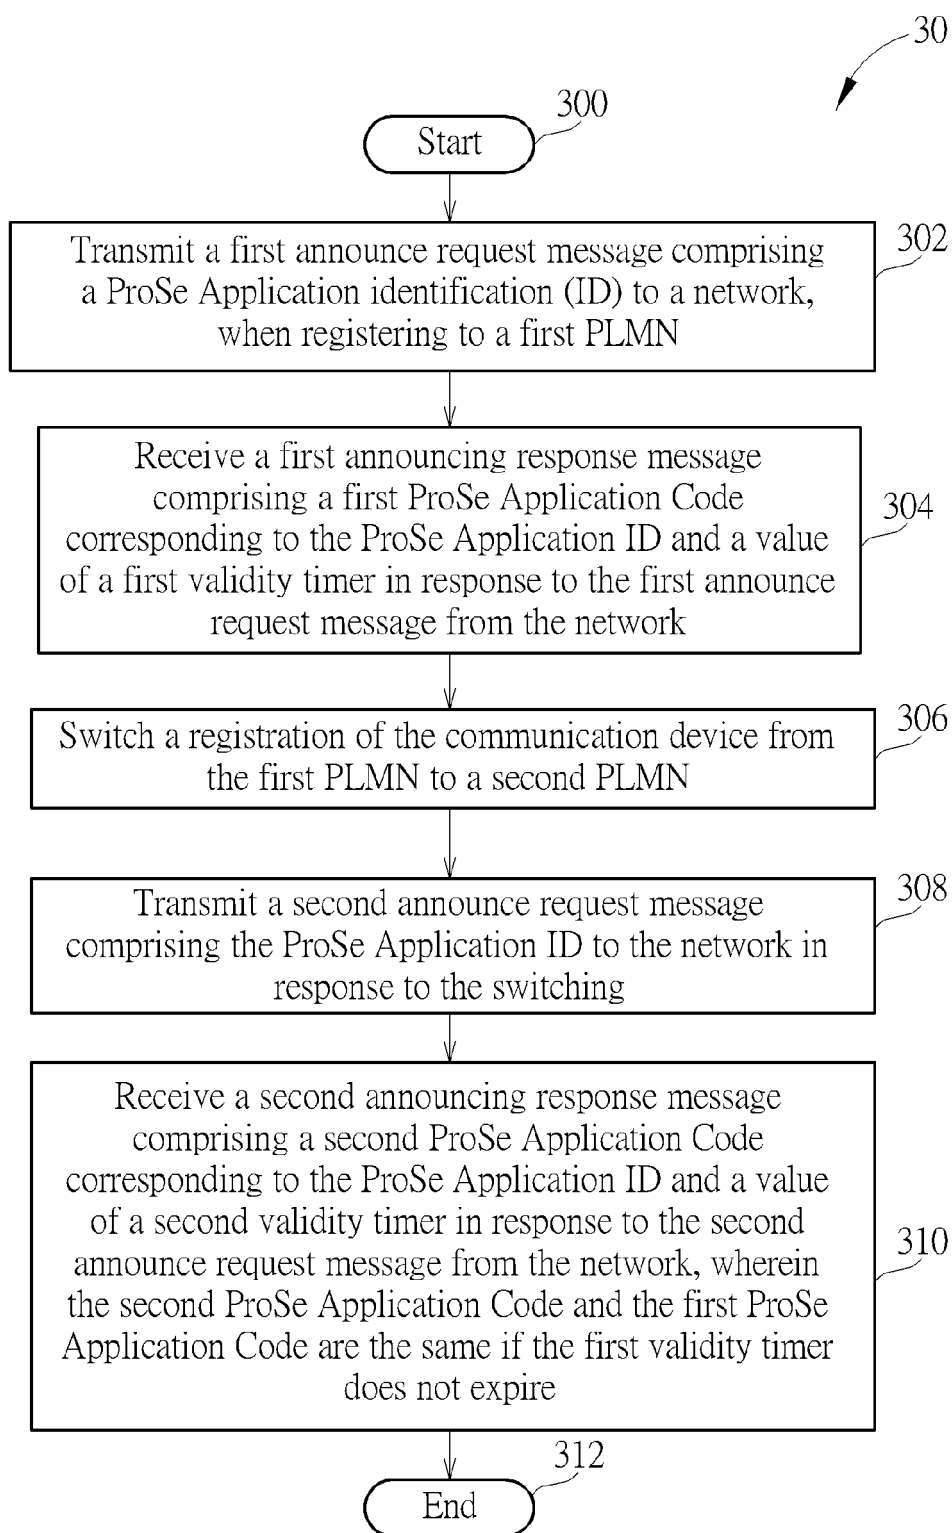 30
300
Start
302
Transmit a first announce request message comprising
a ProSe Application identification (ID) to a network,
when registering to a first PLMN
Receive a first announcing response message
comprising a first ProSe Application Code
corresponding to the ProSe Application ID and a value
of a first validity timer in response to the first announce
request message from the network
304
Switch a registration of the communication device from
the first PLMN to a second PLMN
306
Transmit a second announce request message
comprising the ProSe Application ID to the network in
response to the switching
308
Receive a second announcing response message
comprising a second ProSe Application Code
corresponding to the ProSe Application ID and a value
of a second validity timer in response to the second
announce request message from the network, wherein
the second ProSe Application Code and the first ProSe
Application Code are the same if the first validity timer
does not expire
310
312
End